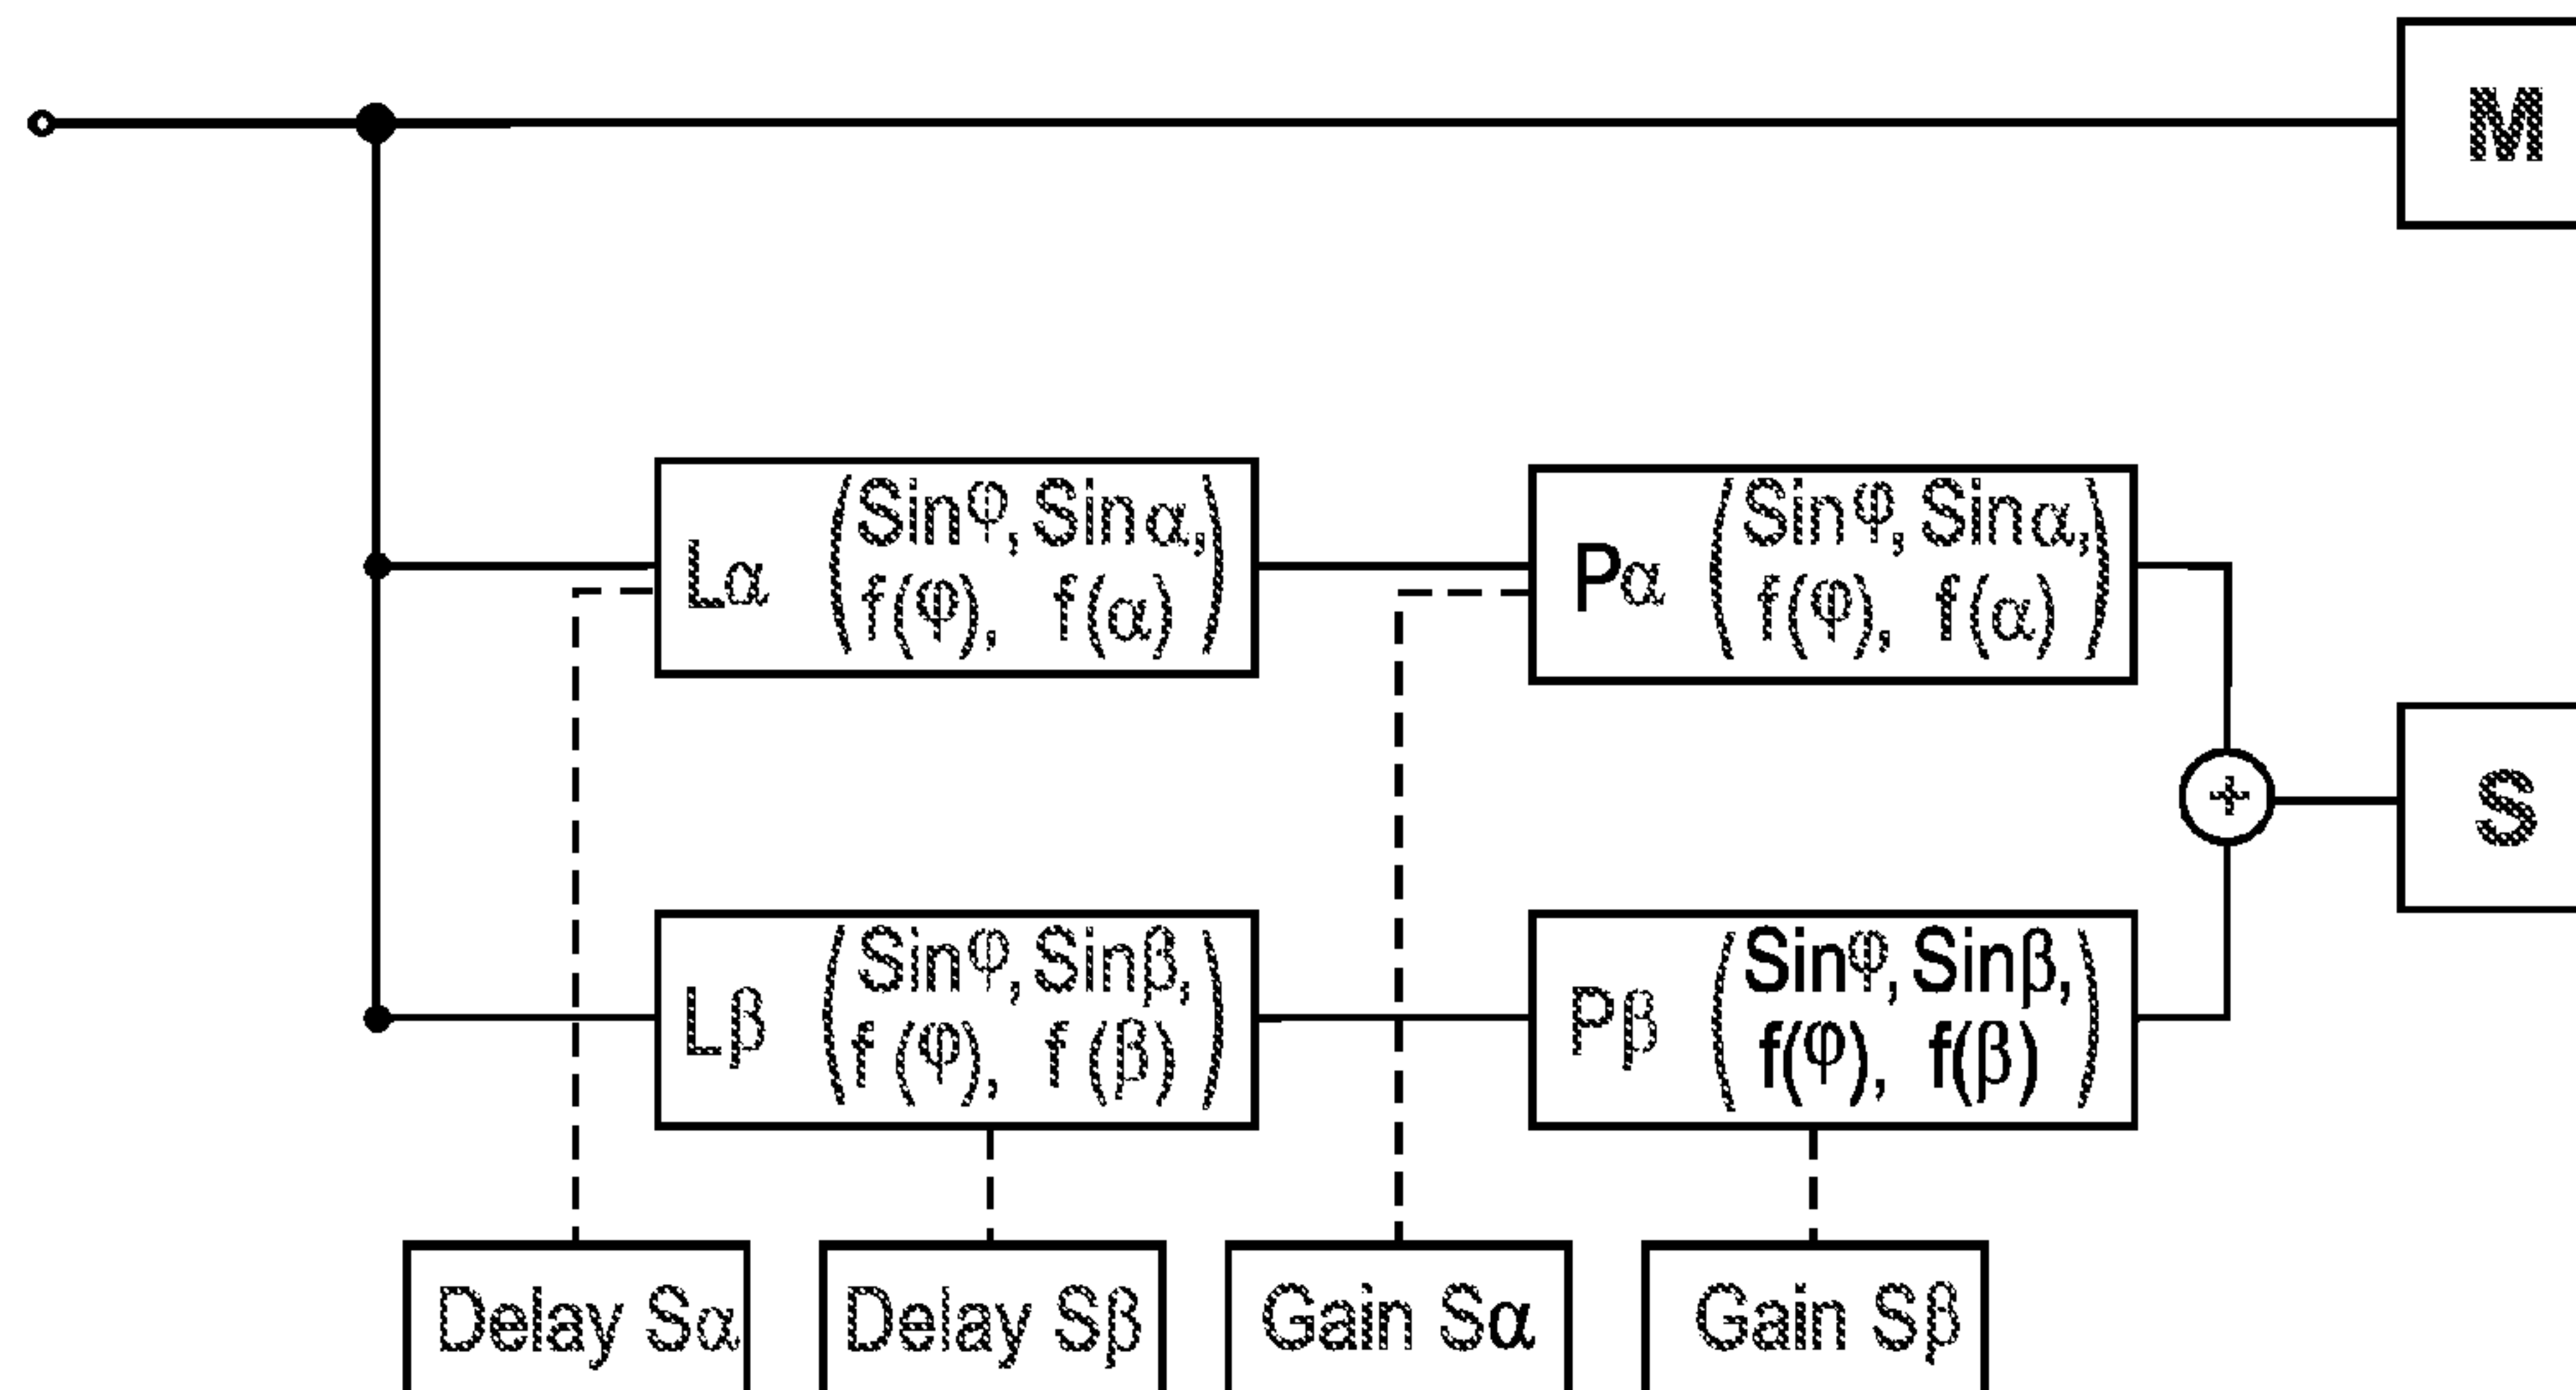 M
Lα (Sinφ, Sinα,
f(φ), f(α))
Pα (Sinφ, Sinα,
f(φ), f(α))
+
S
Lβ (Sinφ, Sinβ,
f(φ), f(β))
Pβ (Sinφ, Sinβ,
f(φ), f(β))
Delay Sα
Delay Sβ
Gain Sα
Gain Sβ